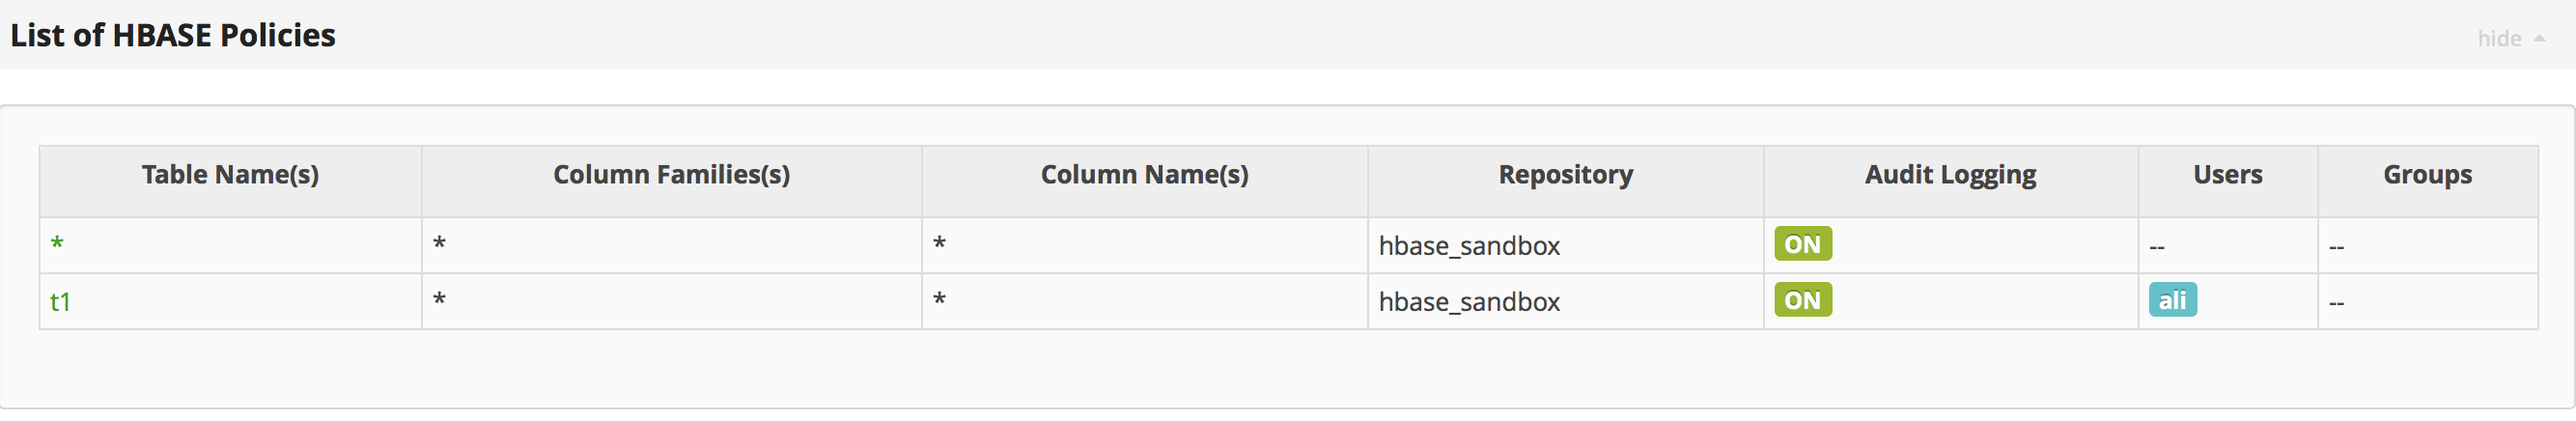 List of HBASE Policies hide
Table Name(s) Column Families(s) Column Name(s) Repository Audit Logging Users Groups
* * * hbase_sandbox ON -- --
t1 * * hbase_sandbox ON ali --